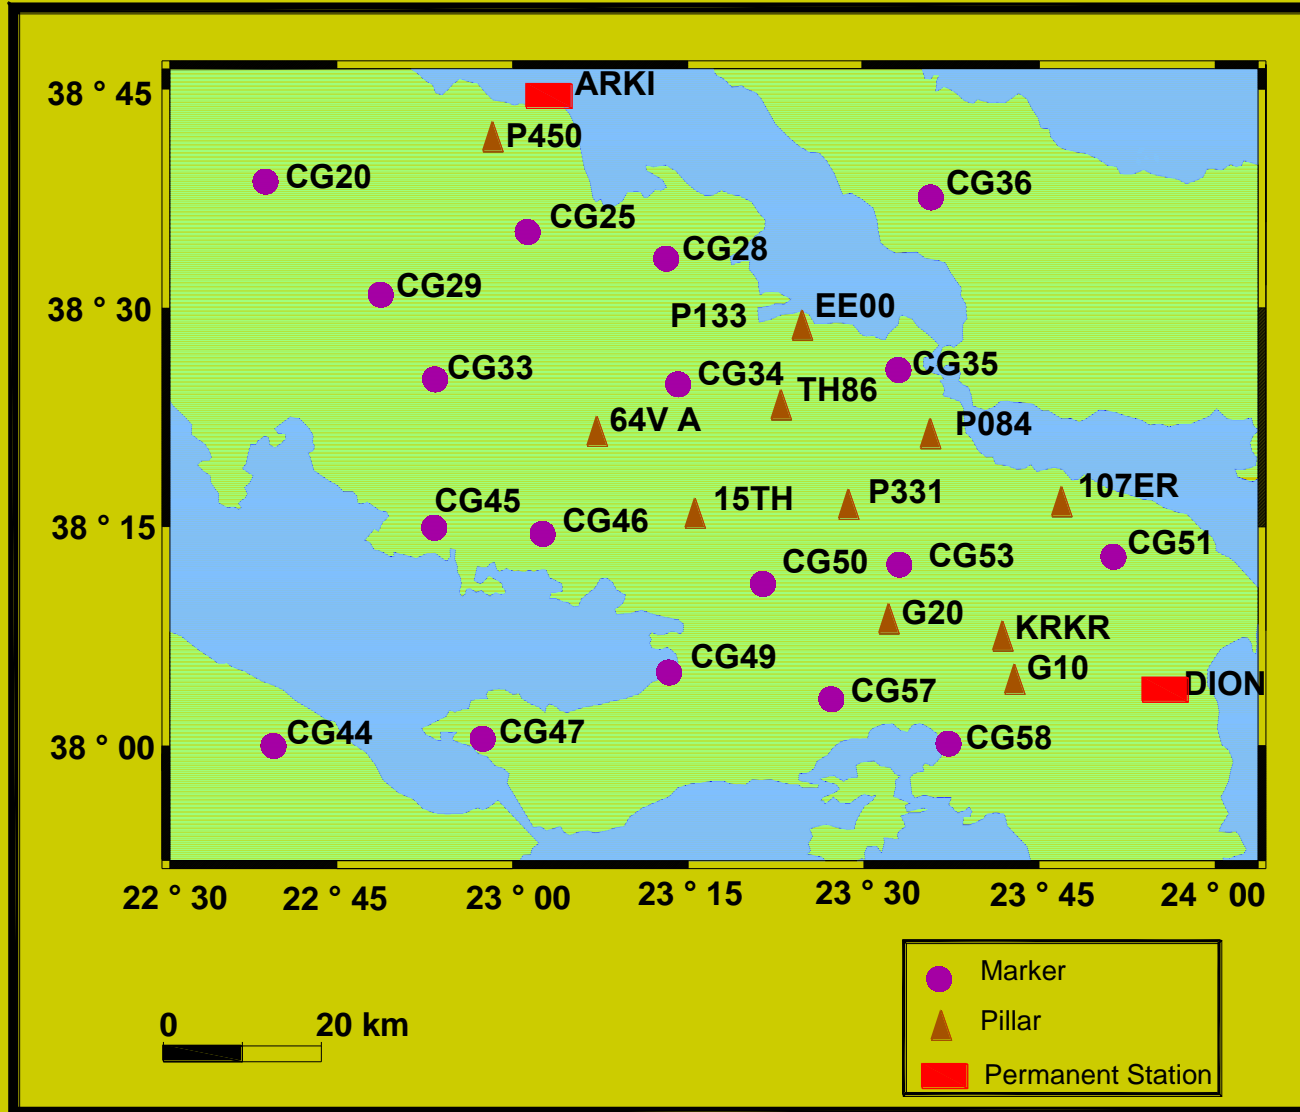 38 ° 45
ARKI
P450
CG20
CG36
CG25
CG28
CG29
38 ° 30
P133
EE00
CG33
CG34
CG35
TH86
64V A
P084
CG45
15TH
P331
107ER
38 ° 15
CG46
CG50
CG53
CG51
G20
KRKR
CG49
G10
CG57
DION
38 ° 00
CG44
CG47
CG58
22 ° 30
22 ° 45
23 ° 00
23 ° 15
23 ° 30
23 ° 45
24 ° 00
0
20 km
Marker
Pillar
Permanent Station